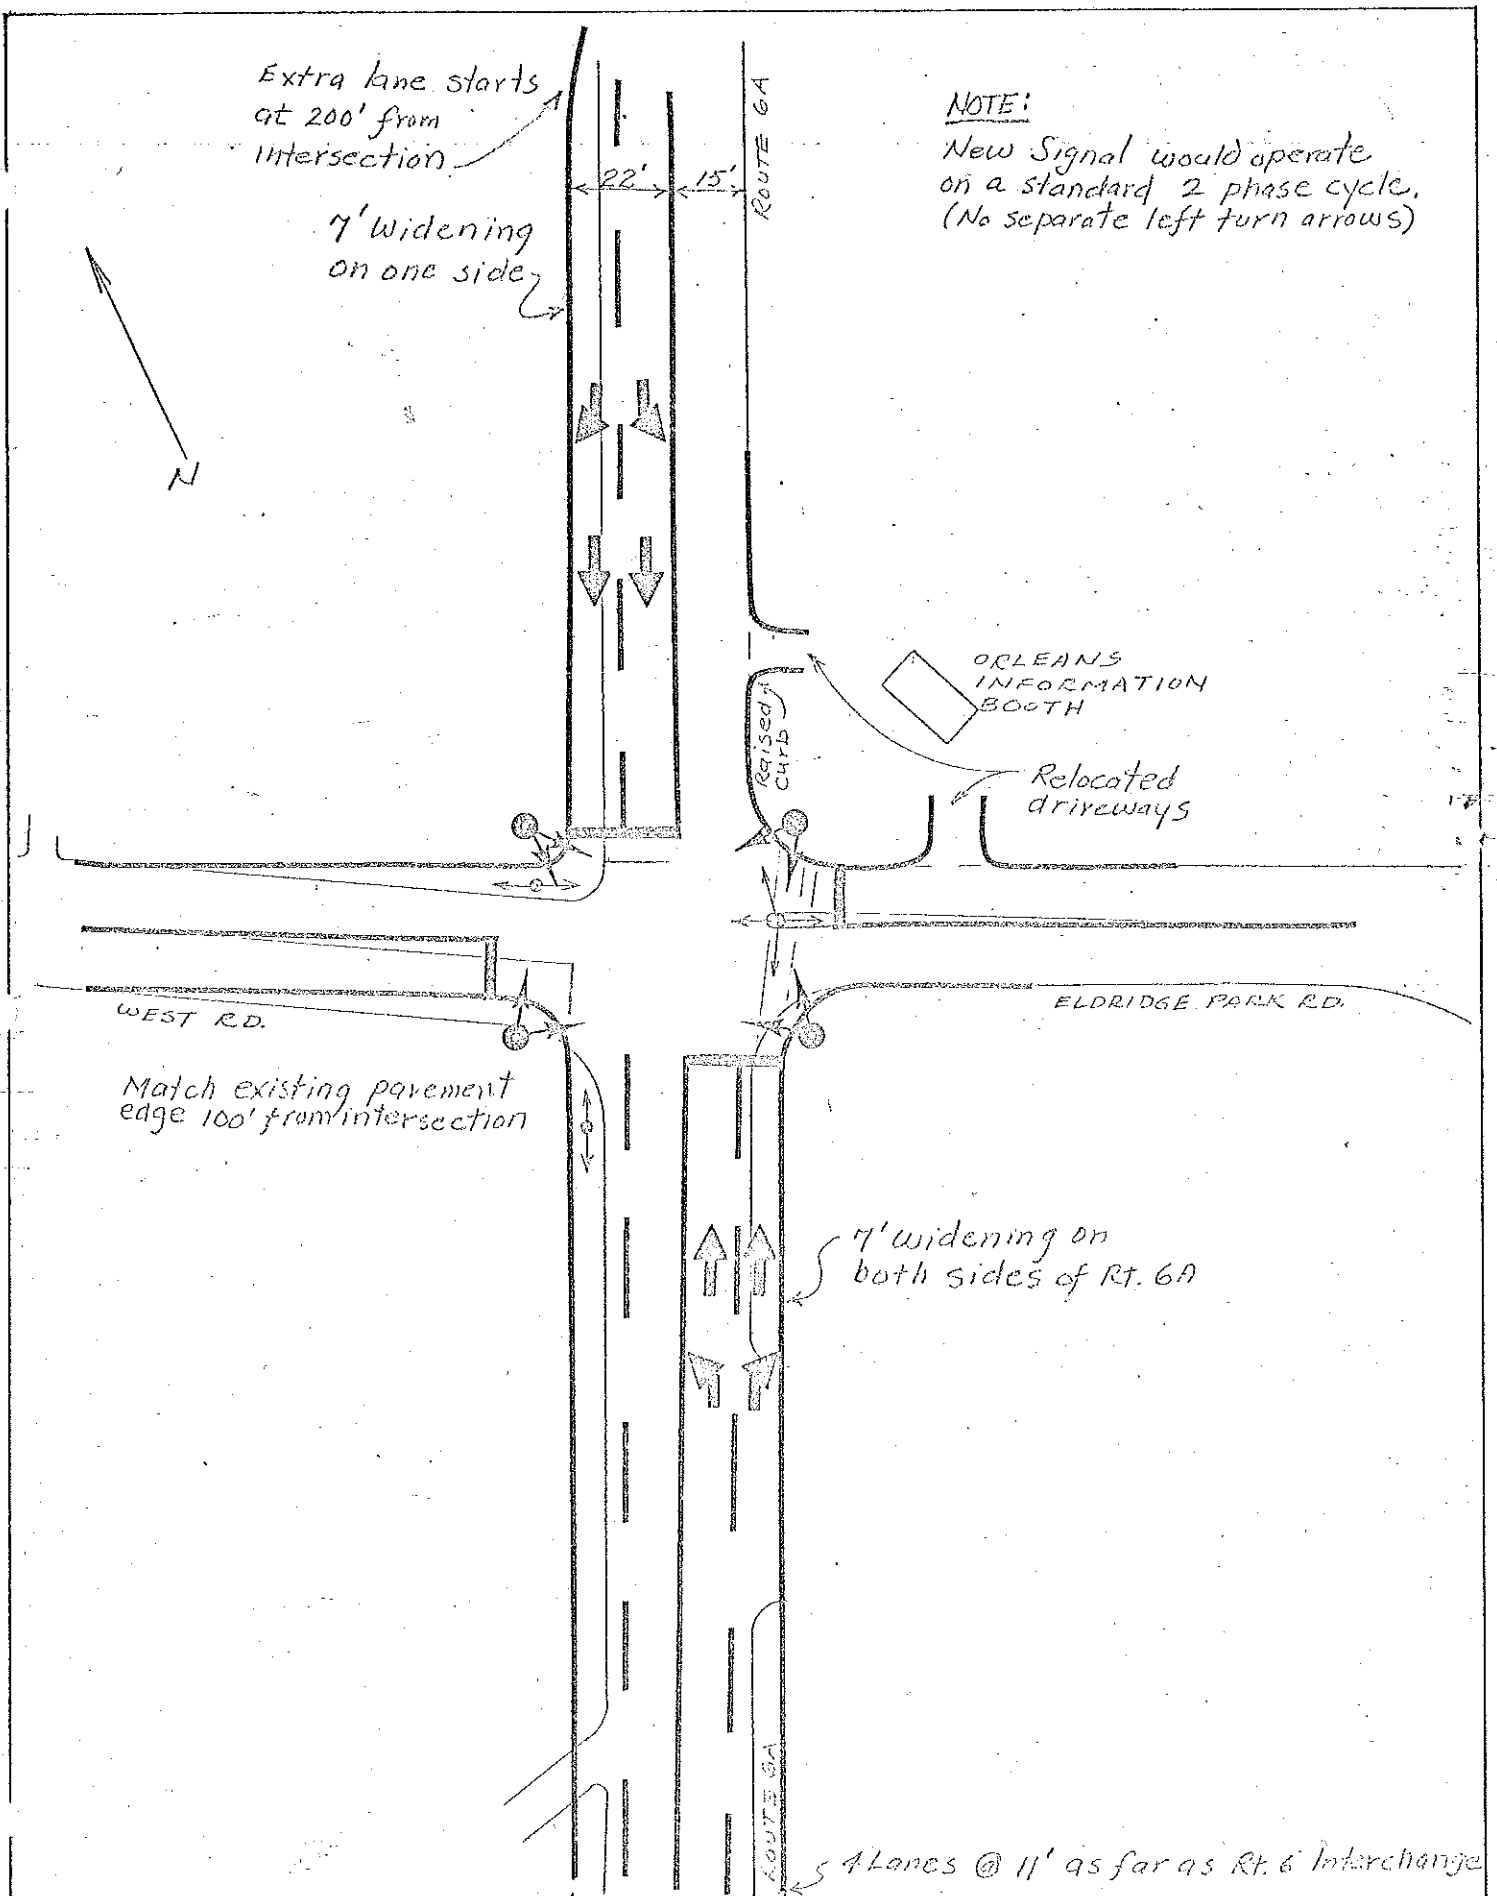 Extra lane starts
at 200' from
Intersection
ROUTE 6A
NOTE:
New Signal would operate
on a standard 2 phase cycle.
(No separate left turn arrows)
22'
15'
7' Widening
on one side
N
ORLEANS
INFORMATION
BOOTH
Raised
Curb
Relocated
driveways
WEST RD.
ELDRIDGE PARK RD.
Match existing pavement
edge 100' from intersection
7' widening on
both sides of Rt. 6A
ROUTE 6A
4 Lanes @ 11' as far as Rt. 6 Interchange